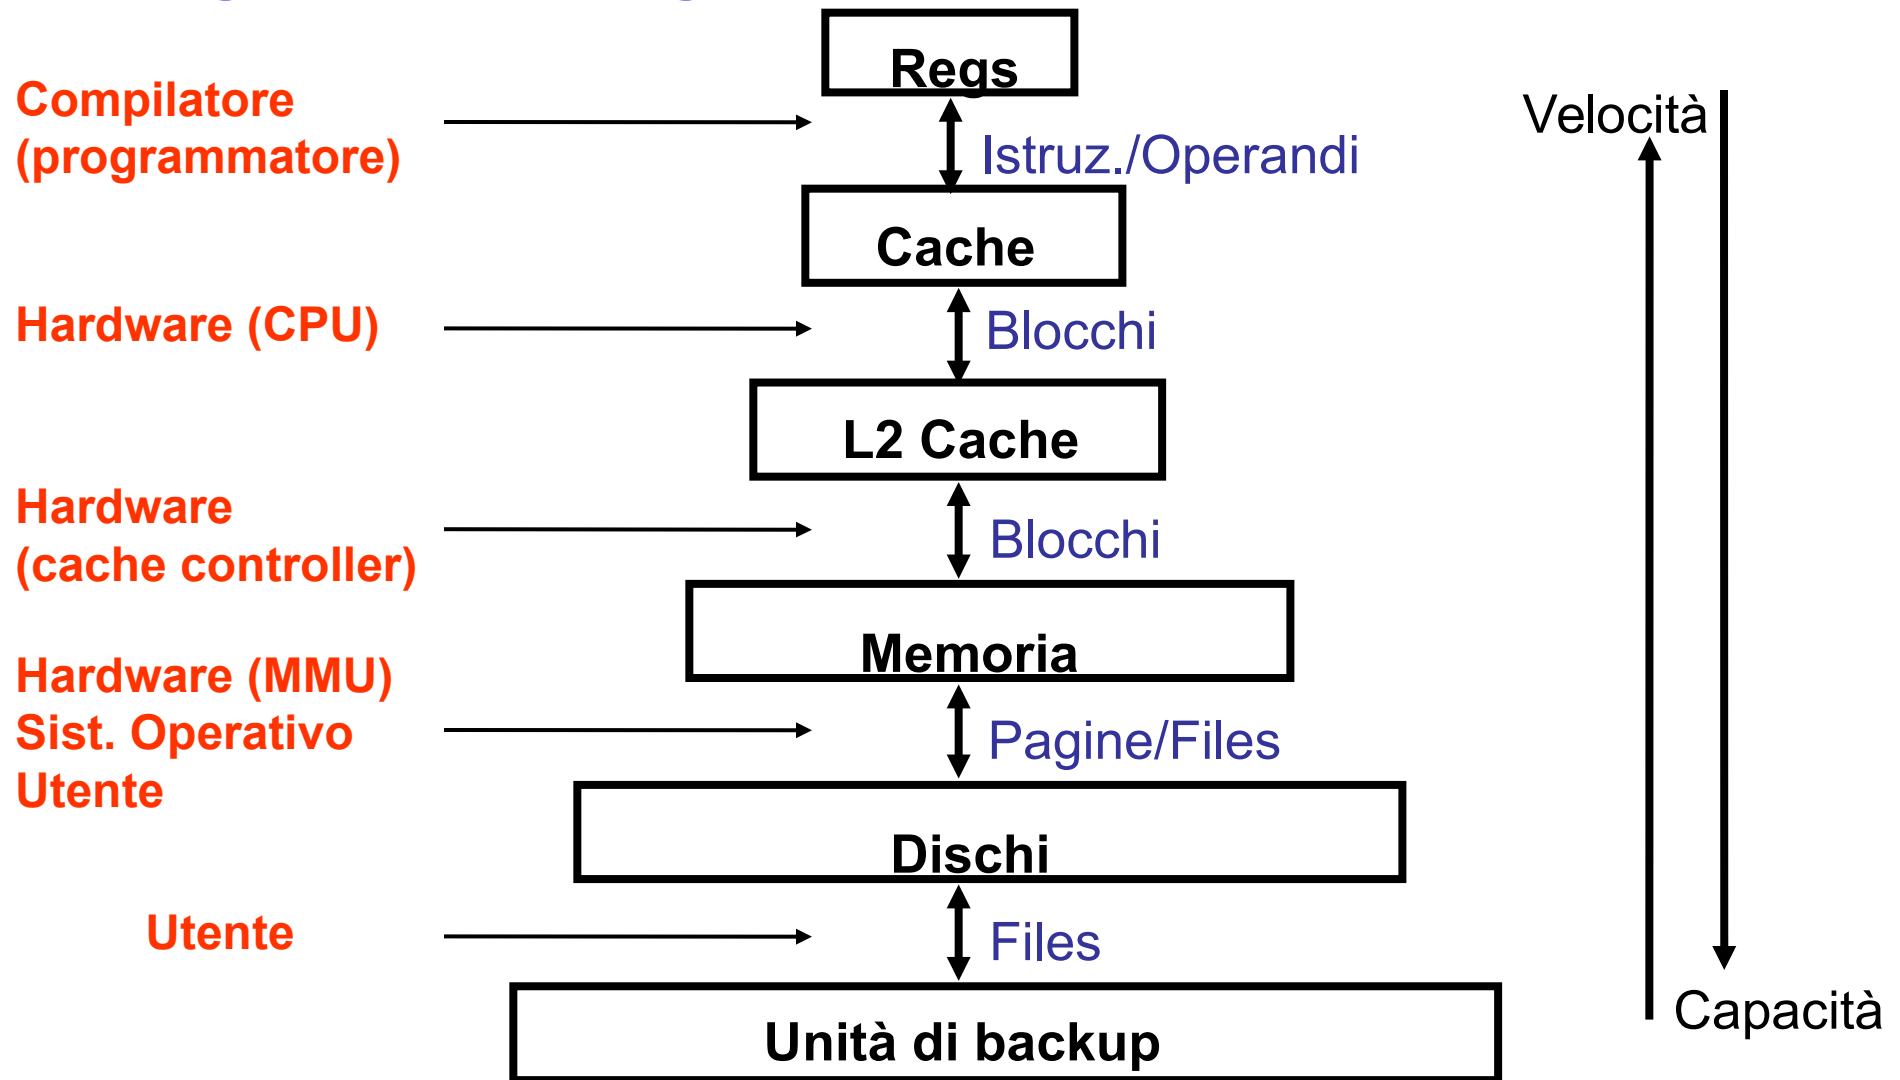 Regs
Compilatore
(programmatore)
Velocità
Istruz./Operandi
Cache
Hardware (CPU)
Blocchi
L2 Cache
Hardware
(cache controller)
Blocchi
Memoria
Hardware (MMU)
Sist. Operativo
Utente
Pagine/Files
Dischi
Utente
Files
Capacità
Unità di backup